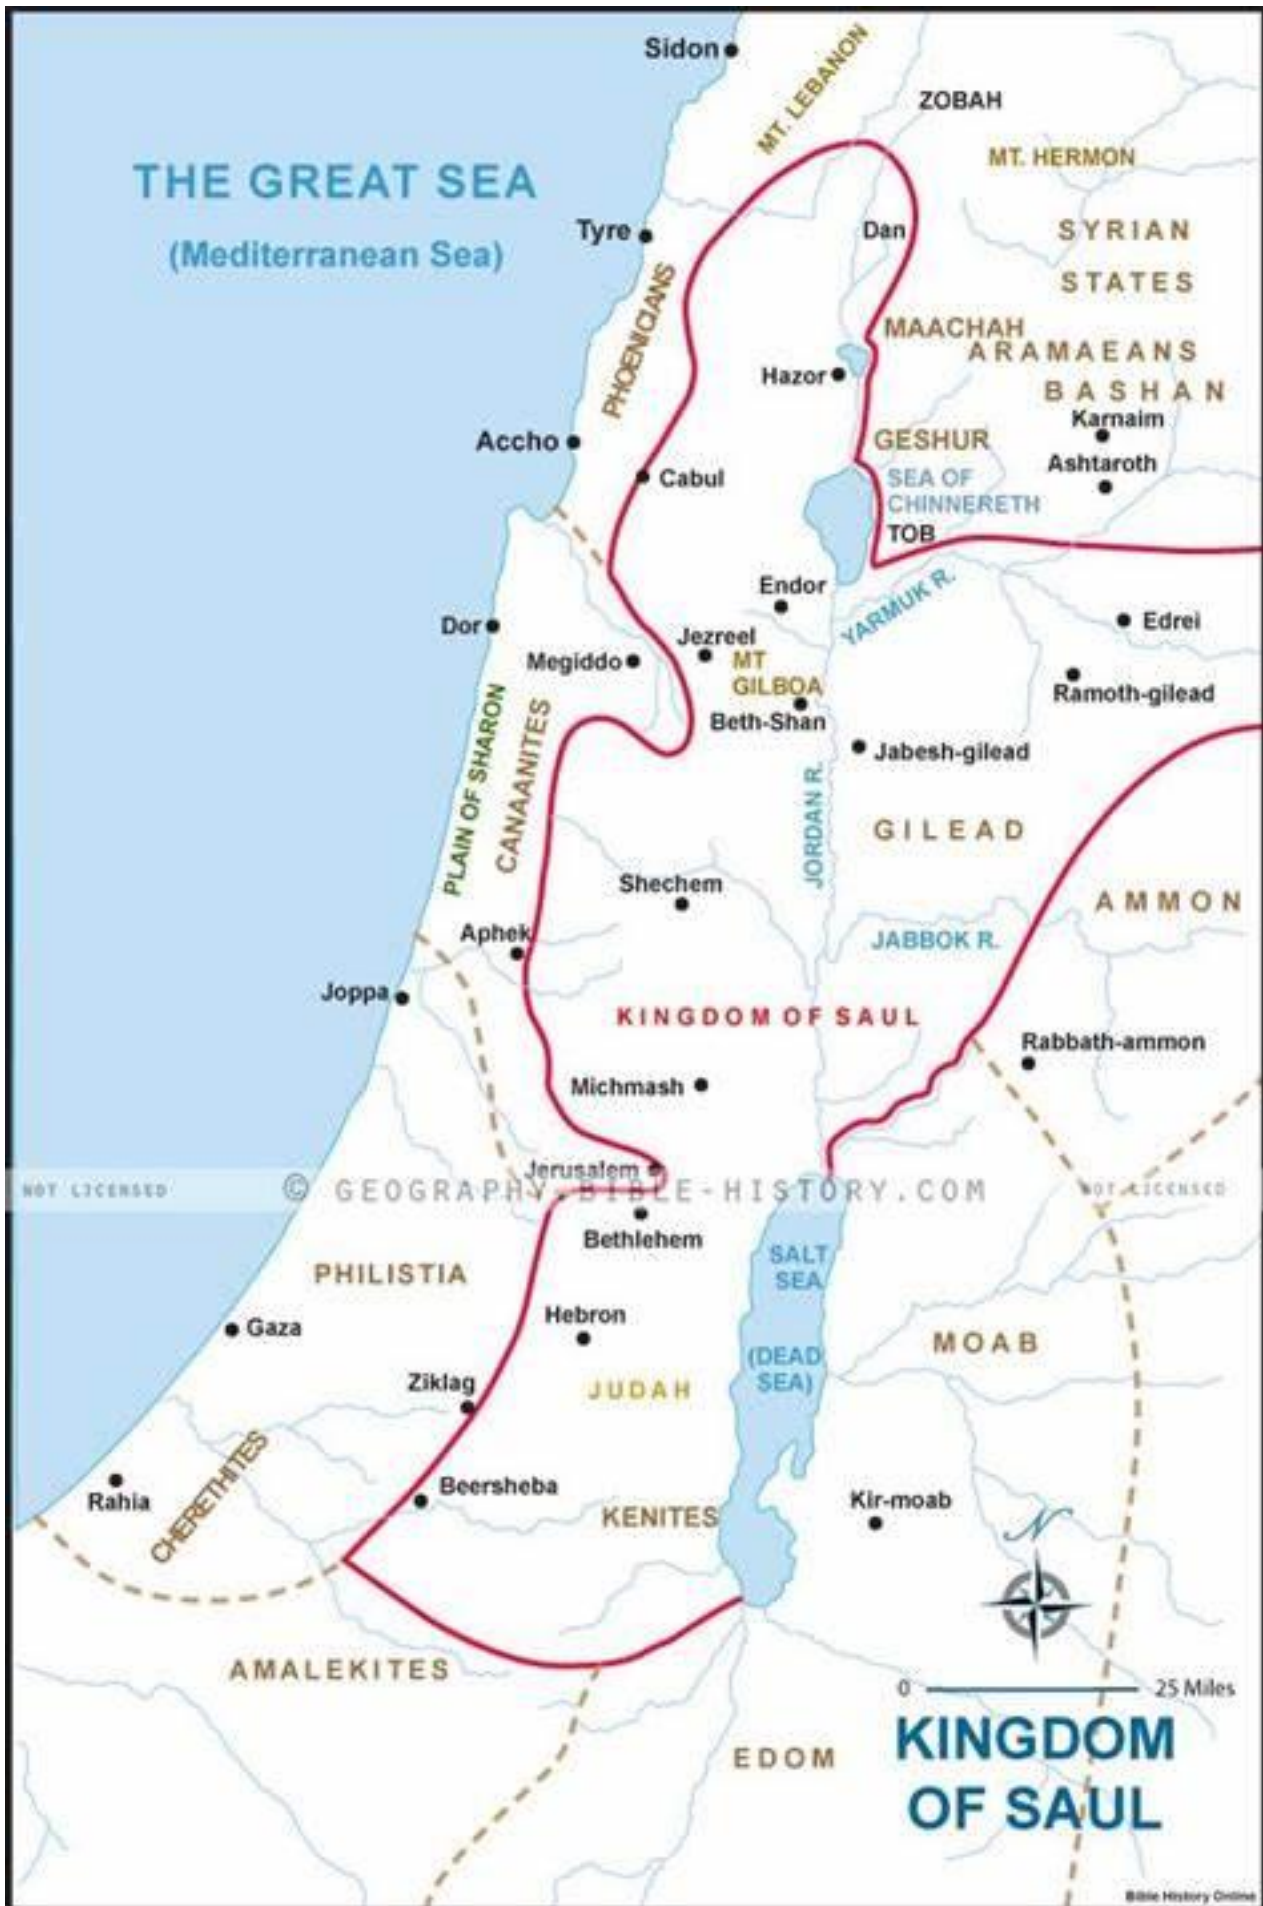 Sidon
MT. LEBANON
ZOBAH
MT. HERMON
THE GREAT SEA
(Mediterranean Sea)
Tyre
Dan
SYRIAN
STATES
PHOENICIANS
MAACHAH
ARAMAEANS
BASHAN
Hazor
Karnaim
Accho
GESHUR
Ashtaroth
Cabul
SEA OF
CHINNERETH
TOB
Endor
YARMUK R.
Dor
Edrei
Jezreel
Megiddo
MT
GILBOA
Ramoth-gilead
Beth-Shan
Jabesh-gilead
PLAIN OF SHARON
CANAANITES
JORDAN R.
GILEAD
Shechem
AMMON
Aphek
JABBOK R.
Joppa
KINGDOM OF SAUL
Rabbath-ammon
Michmash
Jerusalem
NOT LICENSED
© GEOGRAPHY.BIBLE-HISTORY.COM
NOT LICENSED
Bethlehem
SALT
SEA
PHILISTIA
Gaza
Hebron
MOAB
(DEAD
SEA)
Ziklag
JUDAH
CHERETHITES
Rahia
Beersheba
KENITES
Kir-moab
N
AMALEKITES
0 25 Miles
EDOM
KINGDOM
OF SAUL
Bible History Online